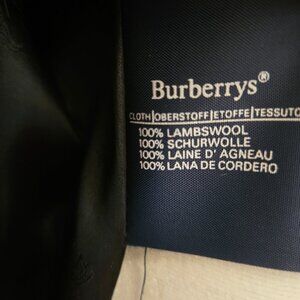 Burberrys®
CLOTH|OBERSTOFF|ETOFFE|TESSUTO
100% LAMBSWOOL
100% SCHURWOLLE
100% LAINE D' AGNEAU
100% LANA DE CORDERO